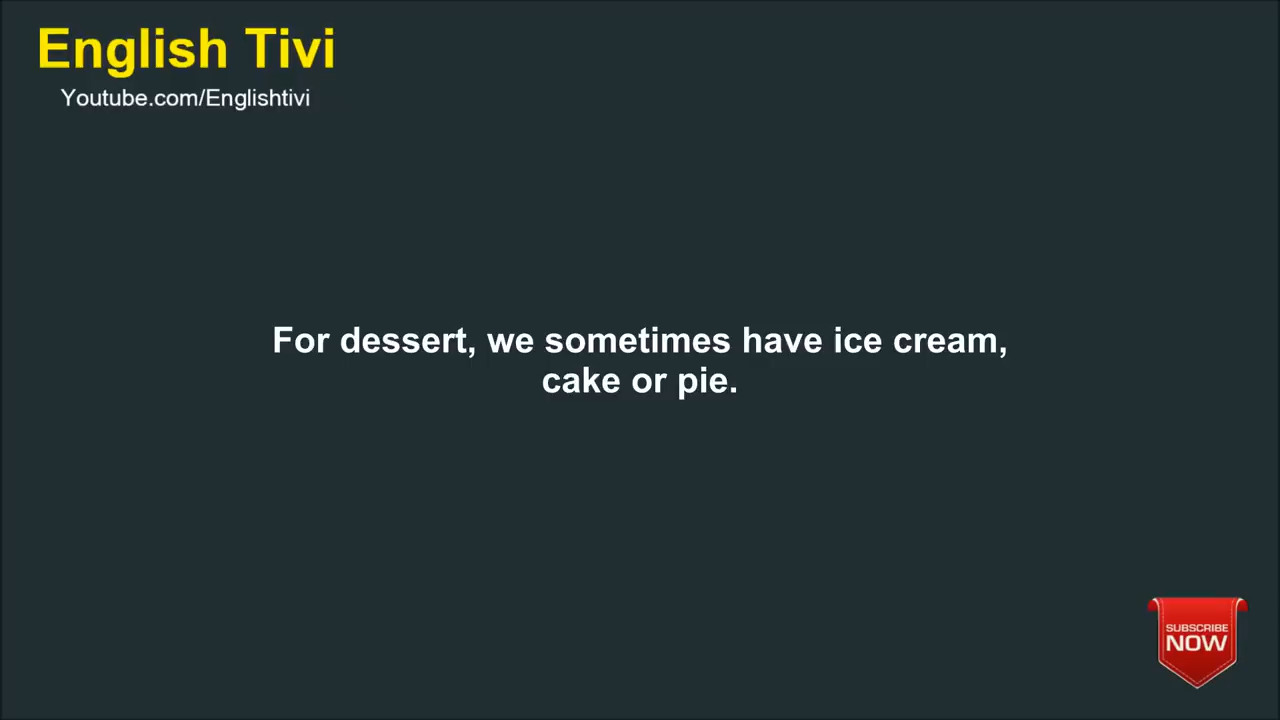 English Tivi
Youtube.com/Englishtivi
For dessert, we sometimes have ice cream,
cake or pie.
SUBSCRIBE
NOW